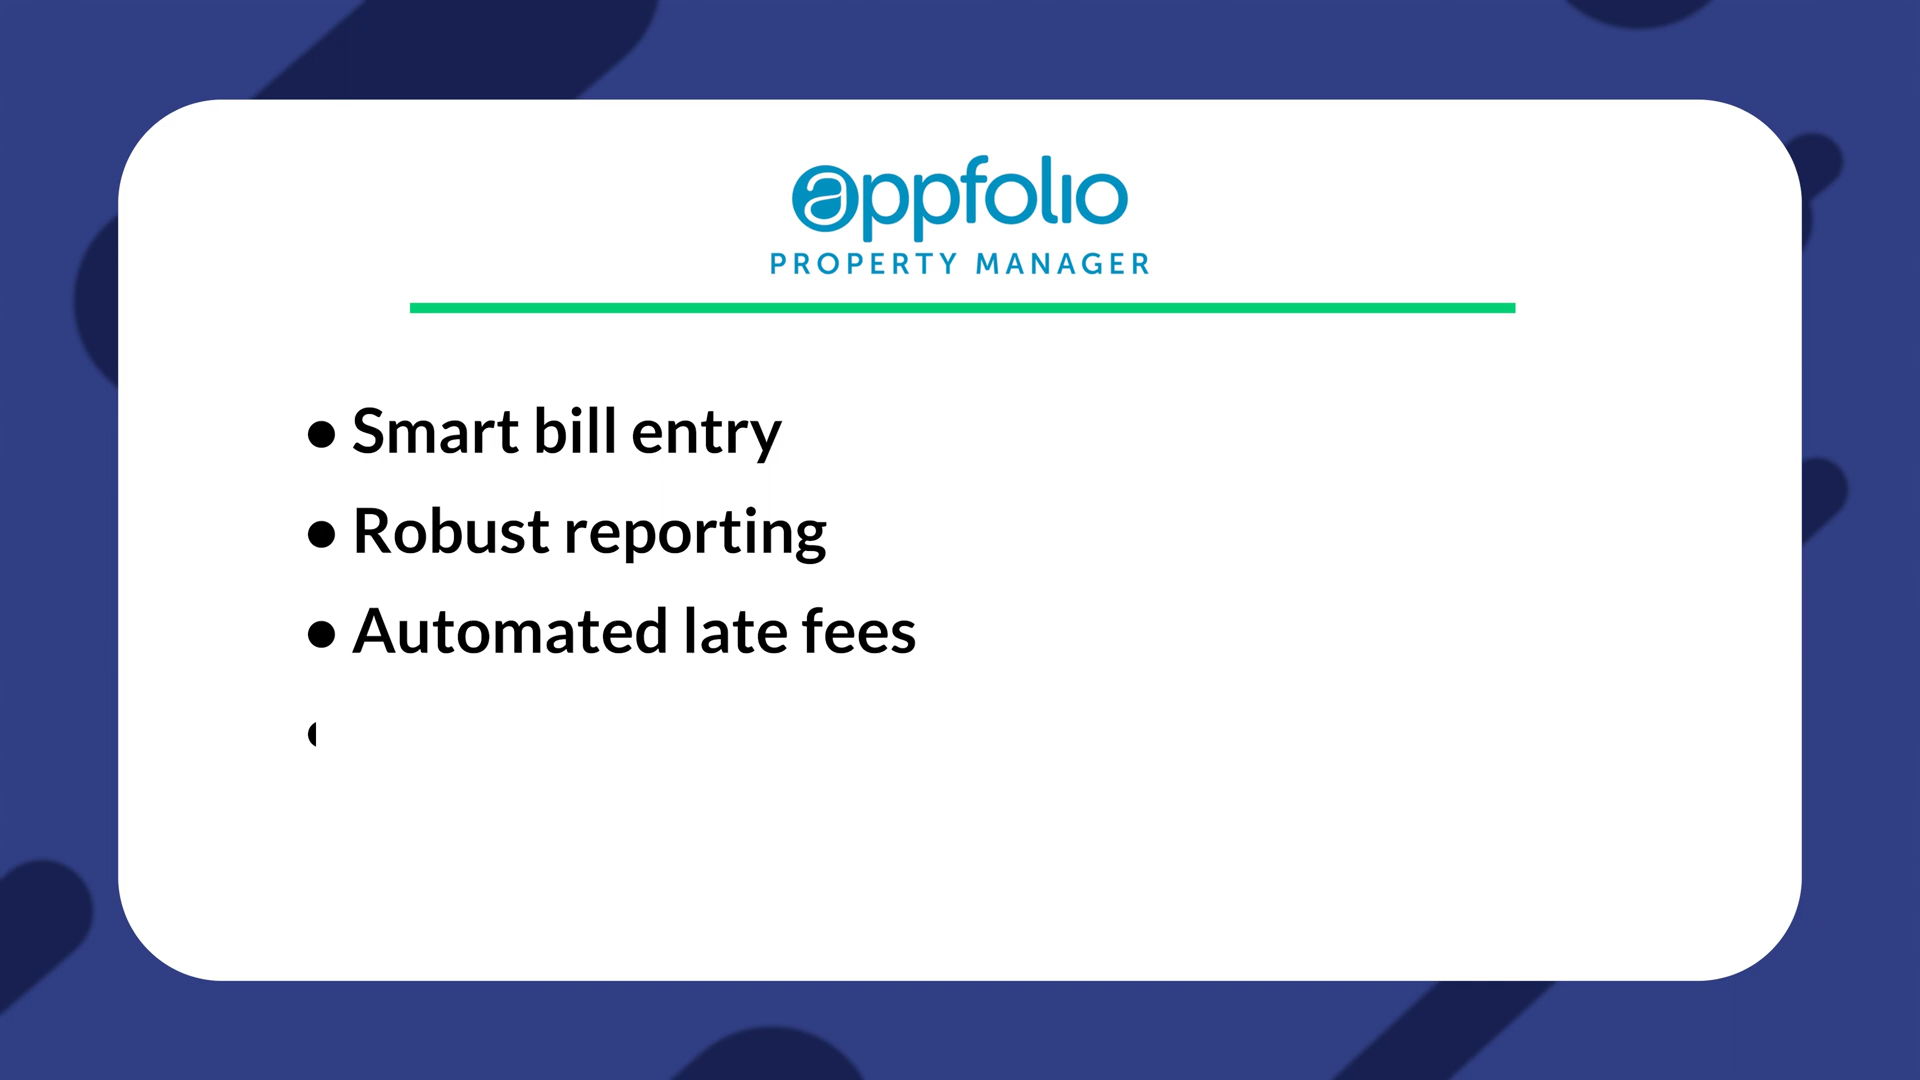 appfolio
PROPERTY MANAGER
• Smart bill entry
• Robust reporting
• Automated late fees